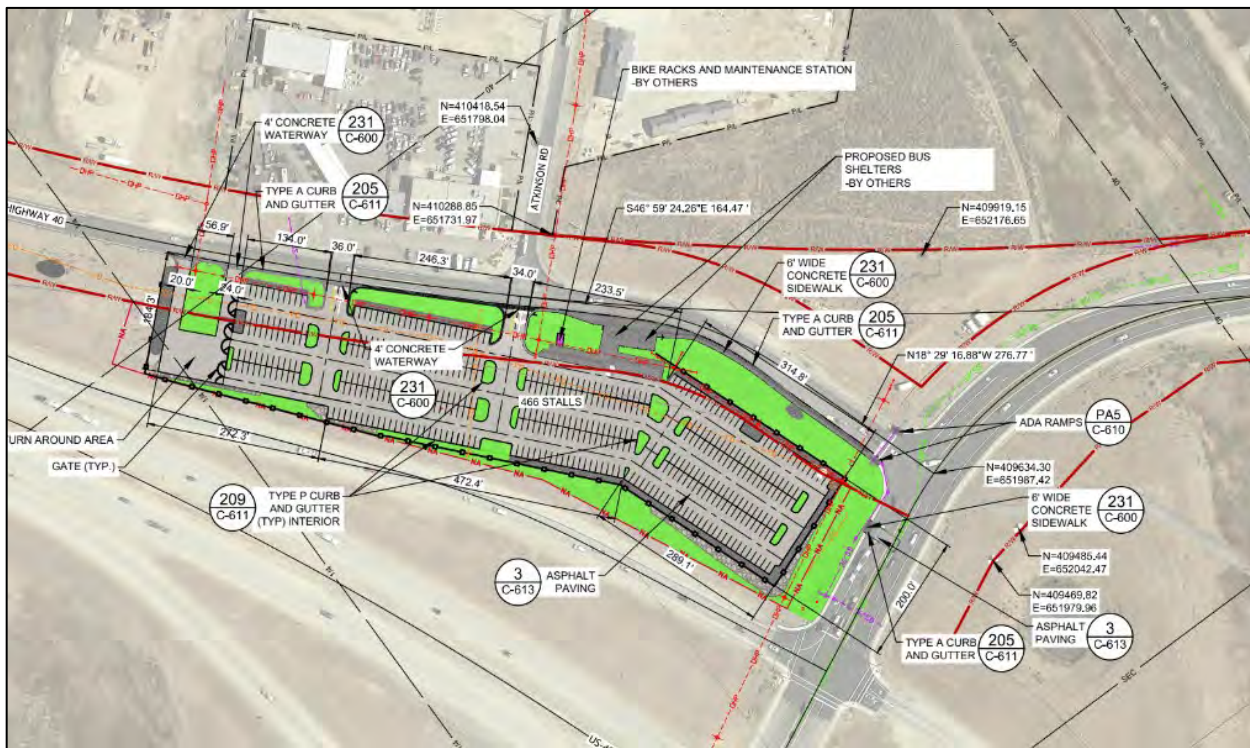 BIKE RACKS AND MAINTENANCE STATION
-BY OTHERS
N=410418.54
E=651798.04
4' CONCRETE
WATERWAY
231
C-600
ATKINSON RD
PROPOSED BUS
SHELTERS
-BY OTHERS
TYPE A CURB
AND GUTTER
205
C-611
N=410288.85
E=651731.97
S46° 59' 24.26"E 164.47 '
N=409919.15
E=652176.65
HIGHWAY 40
56.9'
134.0'
36.0'
246.3'
34.0'
233.5'
6' WIDE
CONCRETE
SIDEWALK
231
C-600
20.0'
24.0'
TYPE A CURB
AND GUTTER
205
C-611
4' CONCRETE
WATERWAY
231
C-600
314.8'
N18° 29' 16.88"W 276.77 '
466 STALLS
URN AROUND AREA
GATE (TYP.)
272.3'
472.4'
ADA RAMPS
PA5
C-610
N=409634.30
E=651987.42
209
C-611
TYPE P CURB
AND GUTTER
(TYP) INTERIOR
6' WIDE
CONCRETE
SIDEWALK
231
C-600
3
C-613
ASPHALT
PAVING
289.1'
200.0'
N=409485.44
E=652042.47
N=409469.82
E=651979.96
TYPE A CURB
AND GUTTER
205
C-611
ASPHALT
PAVING
3
C-613
SEC